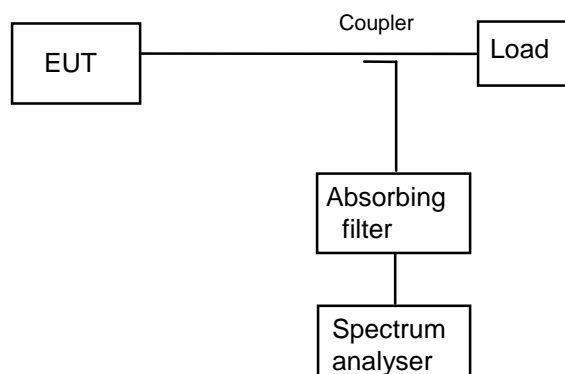 Coupler
EUT
Load
Absorbing
filter
Spectrum
analyser